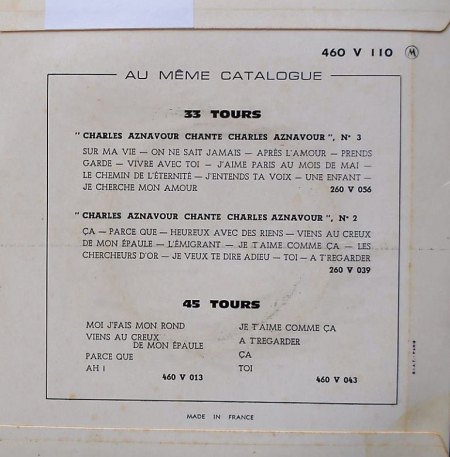 460 V 110 M
AU MÊME CATALOGUE
33 TOURS
" CHARLES AZNAVOUR CHANTE CHARLES AZNAVOUR ", N° 3
SUR MA VIE — ON NE SAIT JAMAIS — APRÈS L'AMOUR — PRENDS
GARDE — VIVRE AVEC TOI — J'AIME PARIS AU MOIS DE MAI —
LE CHEMIN DE L'ÉTERNITÉ — J'ENTENDS TA VOIX — UNE ENFANT —
JE CHERCHE MON AMOUR 260 V 056
" CHARLES AZNAVOUR CHANTE CHARLES AZNAVOUR ", N° 2
ÇA — PARCE QUE — HEUREUX AVEC DES RIENS — VIENS AU CREUX
DE MON ÉPAULE — L'ÉMIGRANT — JE T'AIME COMME ÇA — LES
CHERCHEURS D'OR — JE VEUX TE DIRE ADIEU — TOI — A T'REGARDER
260 V 039
45 TOURS
MOI J'FAIS MON ROND
VIENS AU CREUX
DE MON ÉPAULE
PARCE QUE
AH !
460 V 013
JE T'AIME COMME ÇA
A T'REGARDER
ÇA
TOI
460 V 043
MADE IN FRANCE